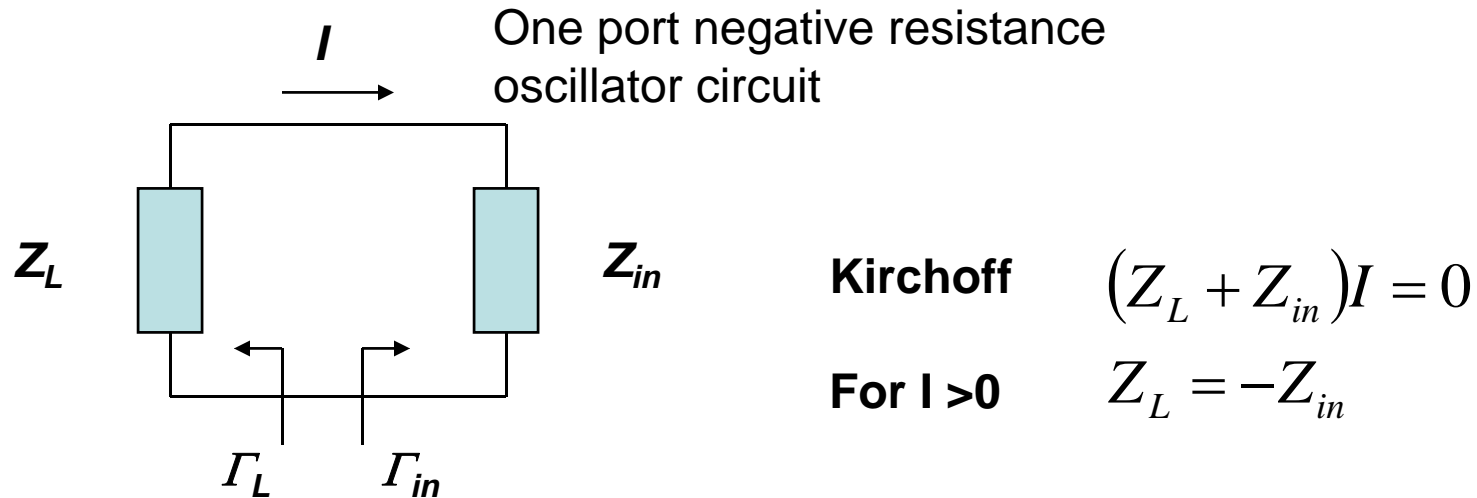 One port negative resistance
oscillator circuit
I
Z_L
Z_in
Kirchoff (Z_L + Z_in)I = 0
For I >0 Z_L = −Z_in
Γ_L Γ_in